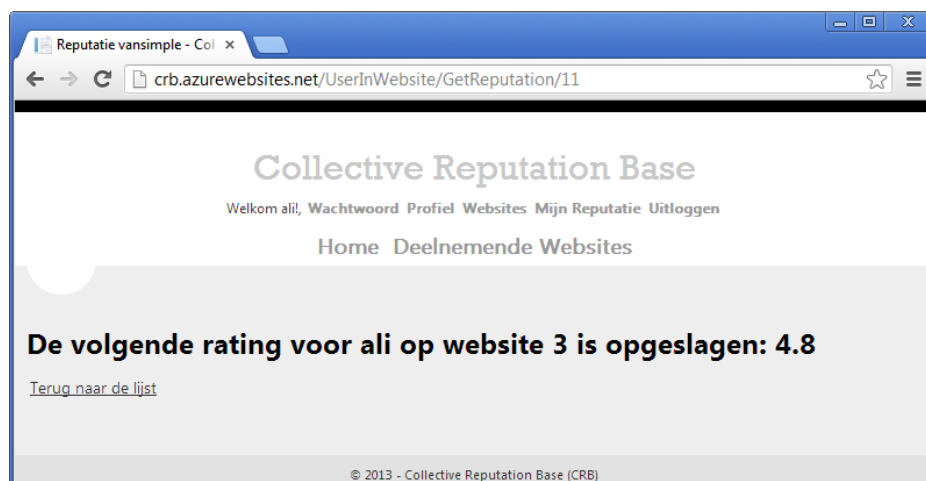 Reputatie vansimple - Col
crb.azurewebsites.net/UserInWebsite/GetReputation/11
Collective Reputation Base
Welkom ali!, Wachtwoord Profiel Websites Mijn Reputatie Uitloggen
Home Deelnemende Websites
De volgende rating voor ali op website 3 is opgeslagen: 4.8
Terug naar de lijst
© 2013 - Collective Reputation Base (CRB)